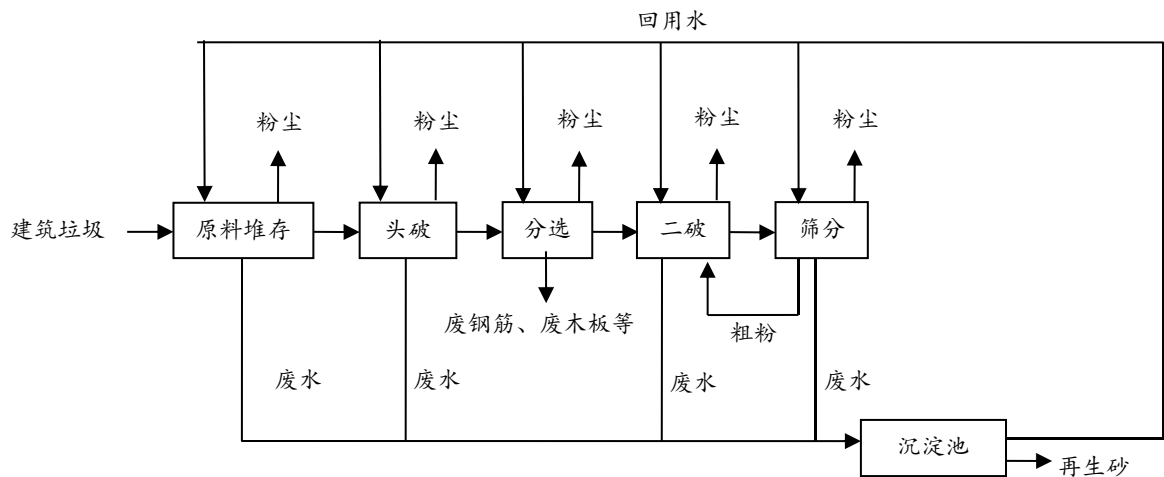 回用水
粉尘
粉尘
粉尘
粉尘
粉尘
建筑垃圾
原料堆存
头破
分选
二破
筛分
废钢筋、废木板等
粗粉
废水
废水
废水
废水
沉淀池
再生砂